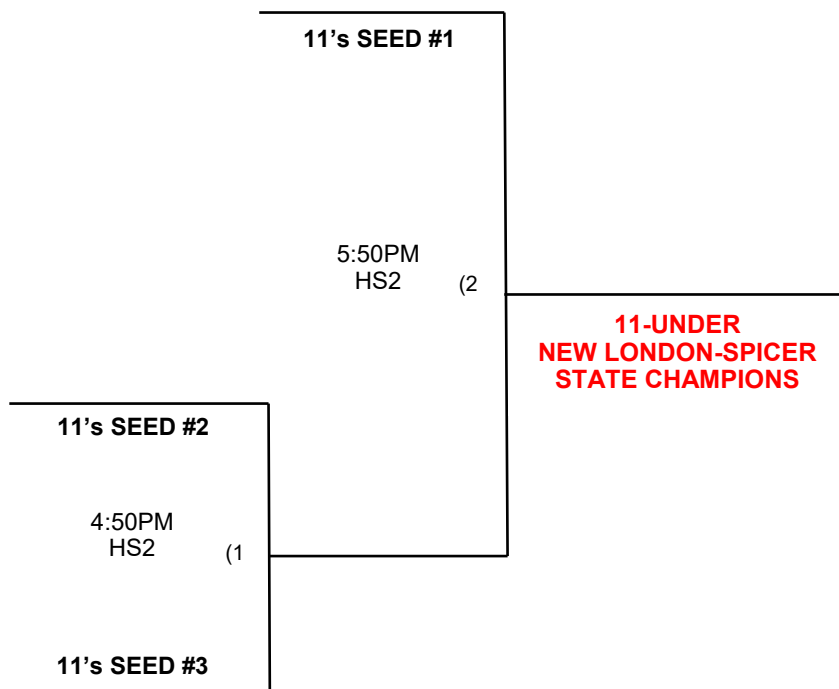 11’s SEED #1
5:50PM
HS2
(2
11-UNDER
NEW LONDON-SPICER
STATE CHAMPIONS
11’s SEED #2
4:50PM
HS2
(1
11’s SEED #3